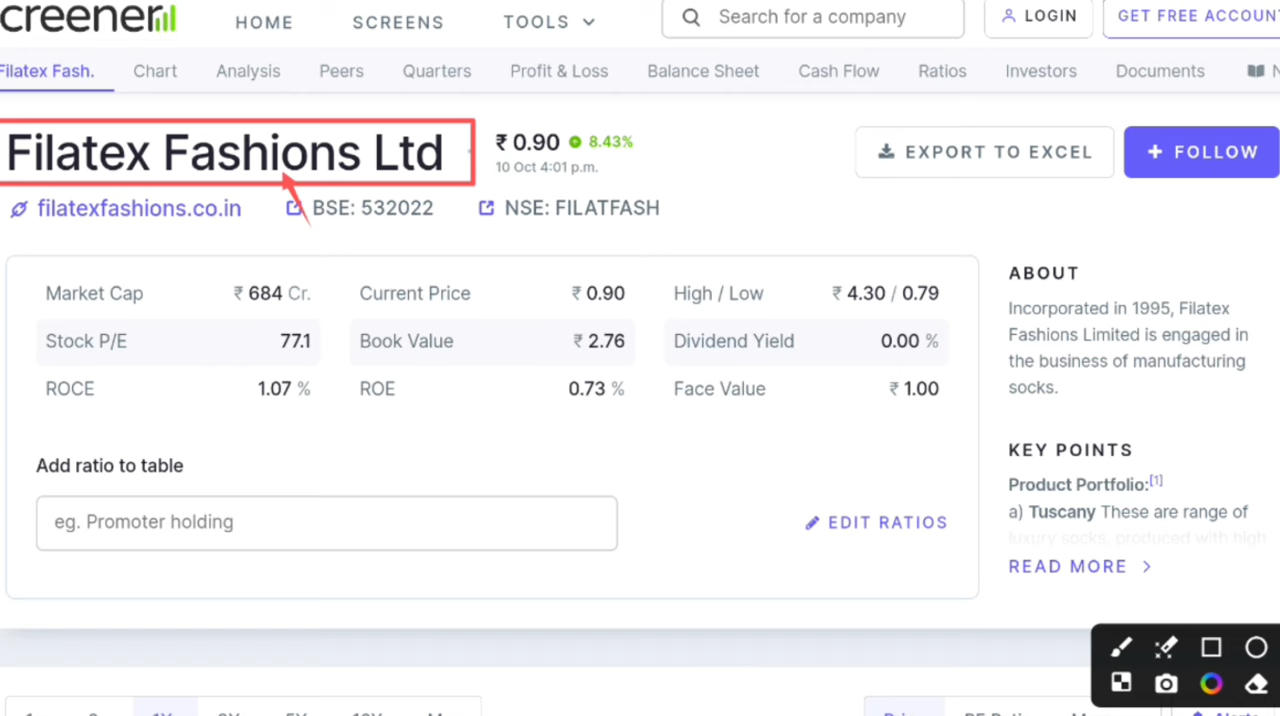 creener
HOME SCREENS TOOLS Search for a company LOGIN GET FREE ACCOUNT
Filatex Fash. Chart Analysis Peers Quarters Profit & Loss Balance Sheet Cash Flow Ratios Investors Documents N
Filatex Fashions Ltd
₹ 0.90 8.43%
10 Oct 4:01 p.m.
EXPORT TO EXCEL
+ FOLLOW
filatexfashions.co.in BSE: 532022 NSE: FILATFASH
Market Cap ₹ 684 Cr. Current Price ₹ 0.90 High / Low ₹ 4.30 / 0.79
Stock P/E 77.1 Book Value ₹ 2.76 Dividend Yield 0.00 %
ROCE 1.07 % ROE 0.73 % Face Value ₹ 1.00
Add ratio to table
eg. Promoter holding
EDIT RATIOS
ABOUT
Incorporated in 1995, Filatex
Fashions Limited is engaged in
the business of manufacturing
socks.
KEY POINTS
Product Portfolio:[1]
a) Tuscany These are range of
luxury socks, produced with high
READ MORE